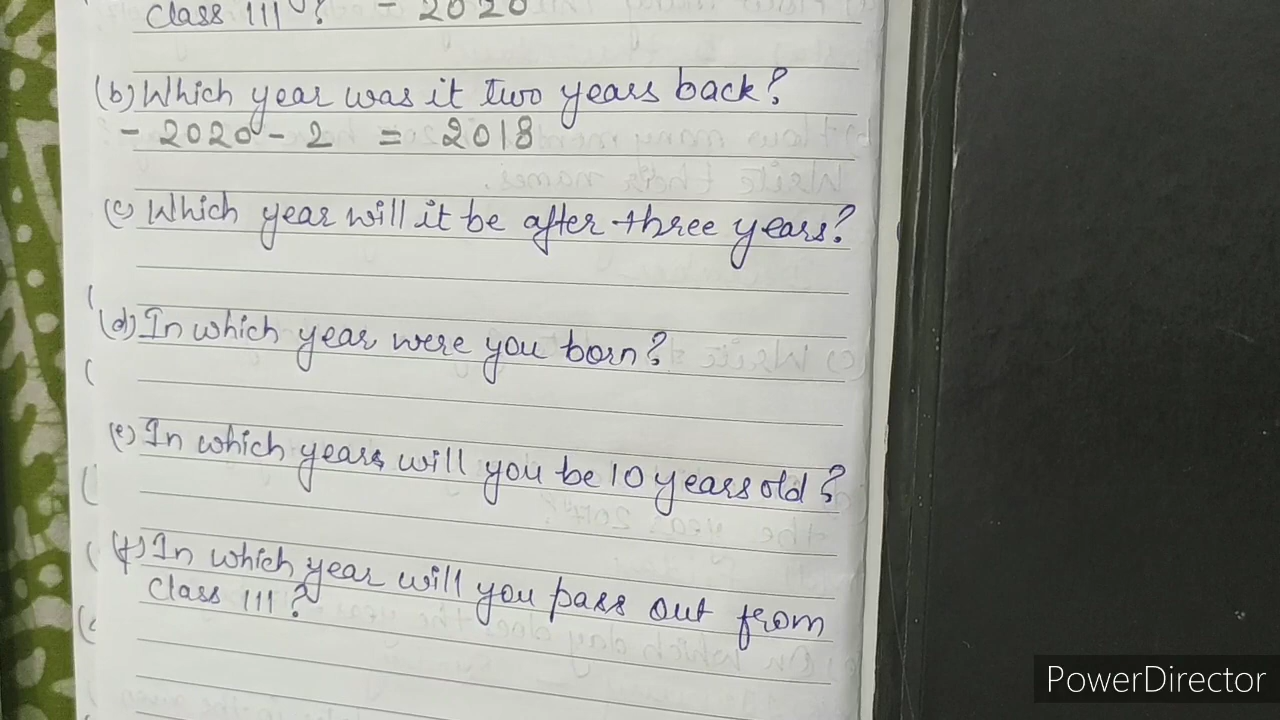 Class III ? - 2020
(b) Which year was it two years back?
- 2020 - 2 = 2018
(c) Which year will it be after three years?
(d) In which year were you born?
(e) In which years will you be 10 years old?
(f) In which year will you pass out from
Class III ?
PowerDirector